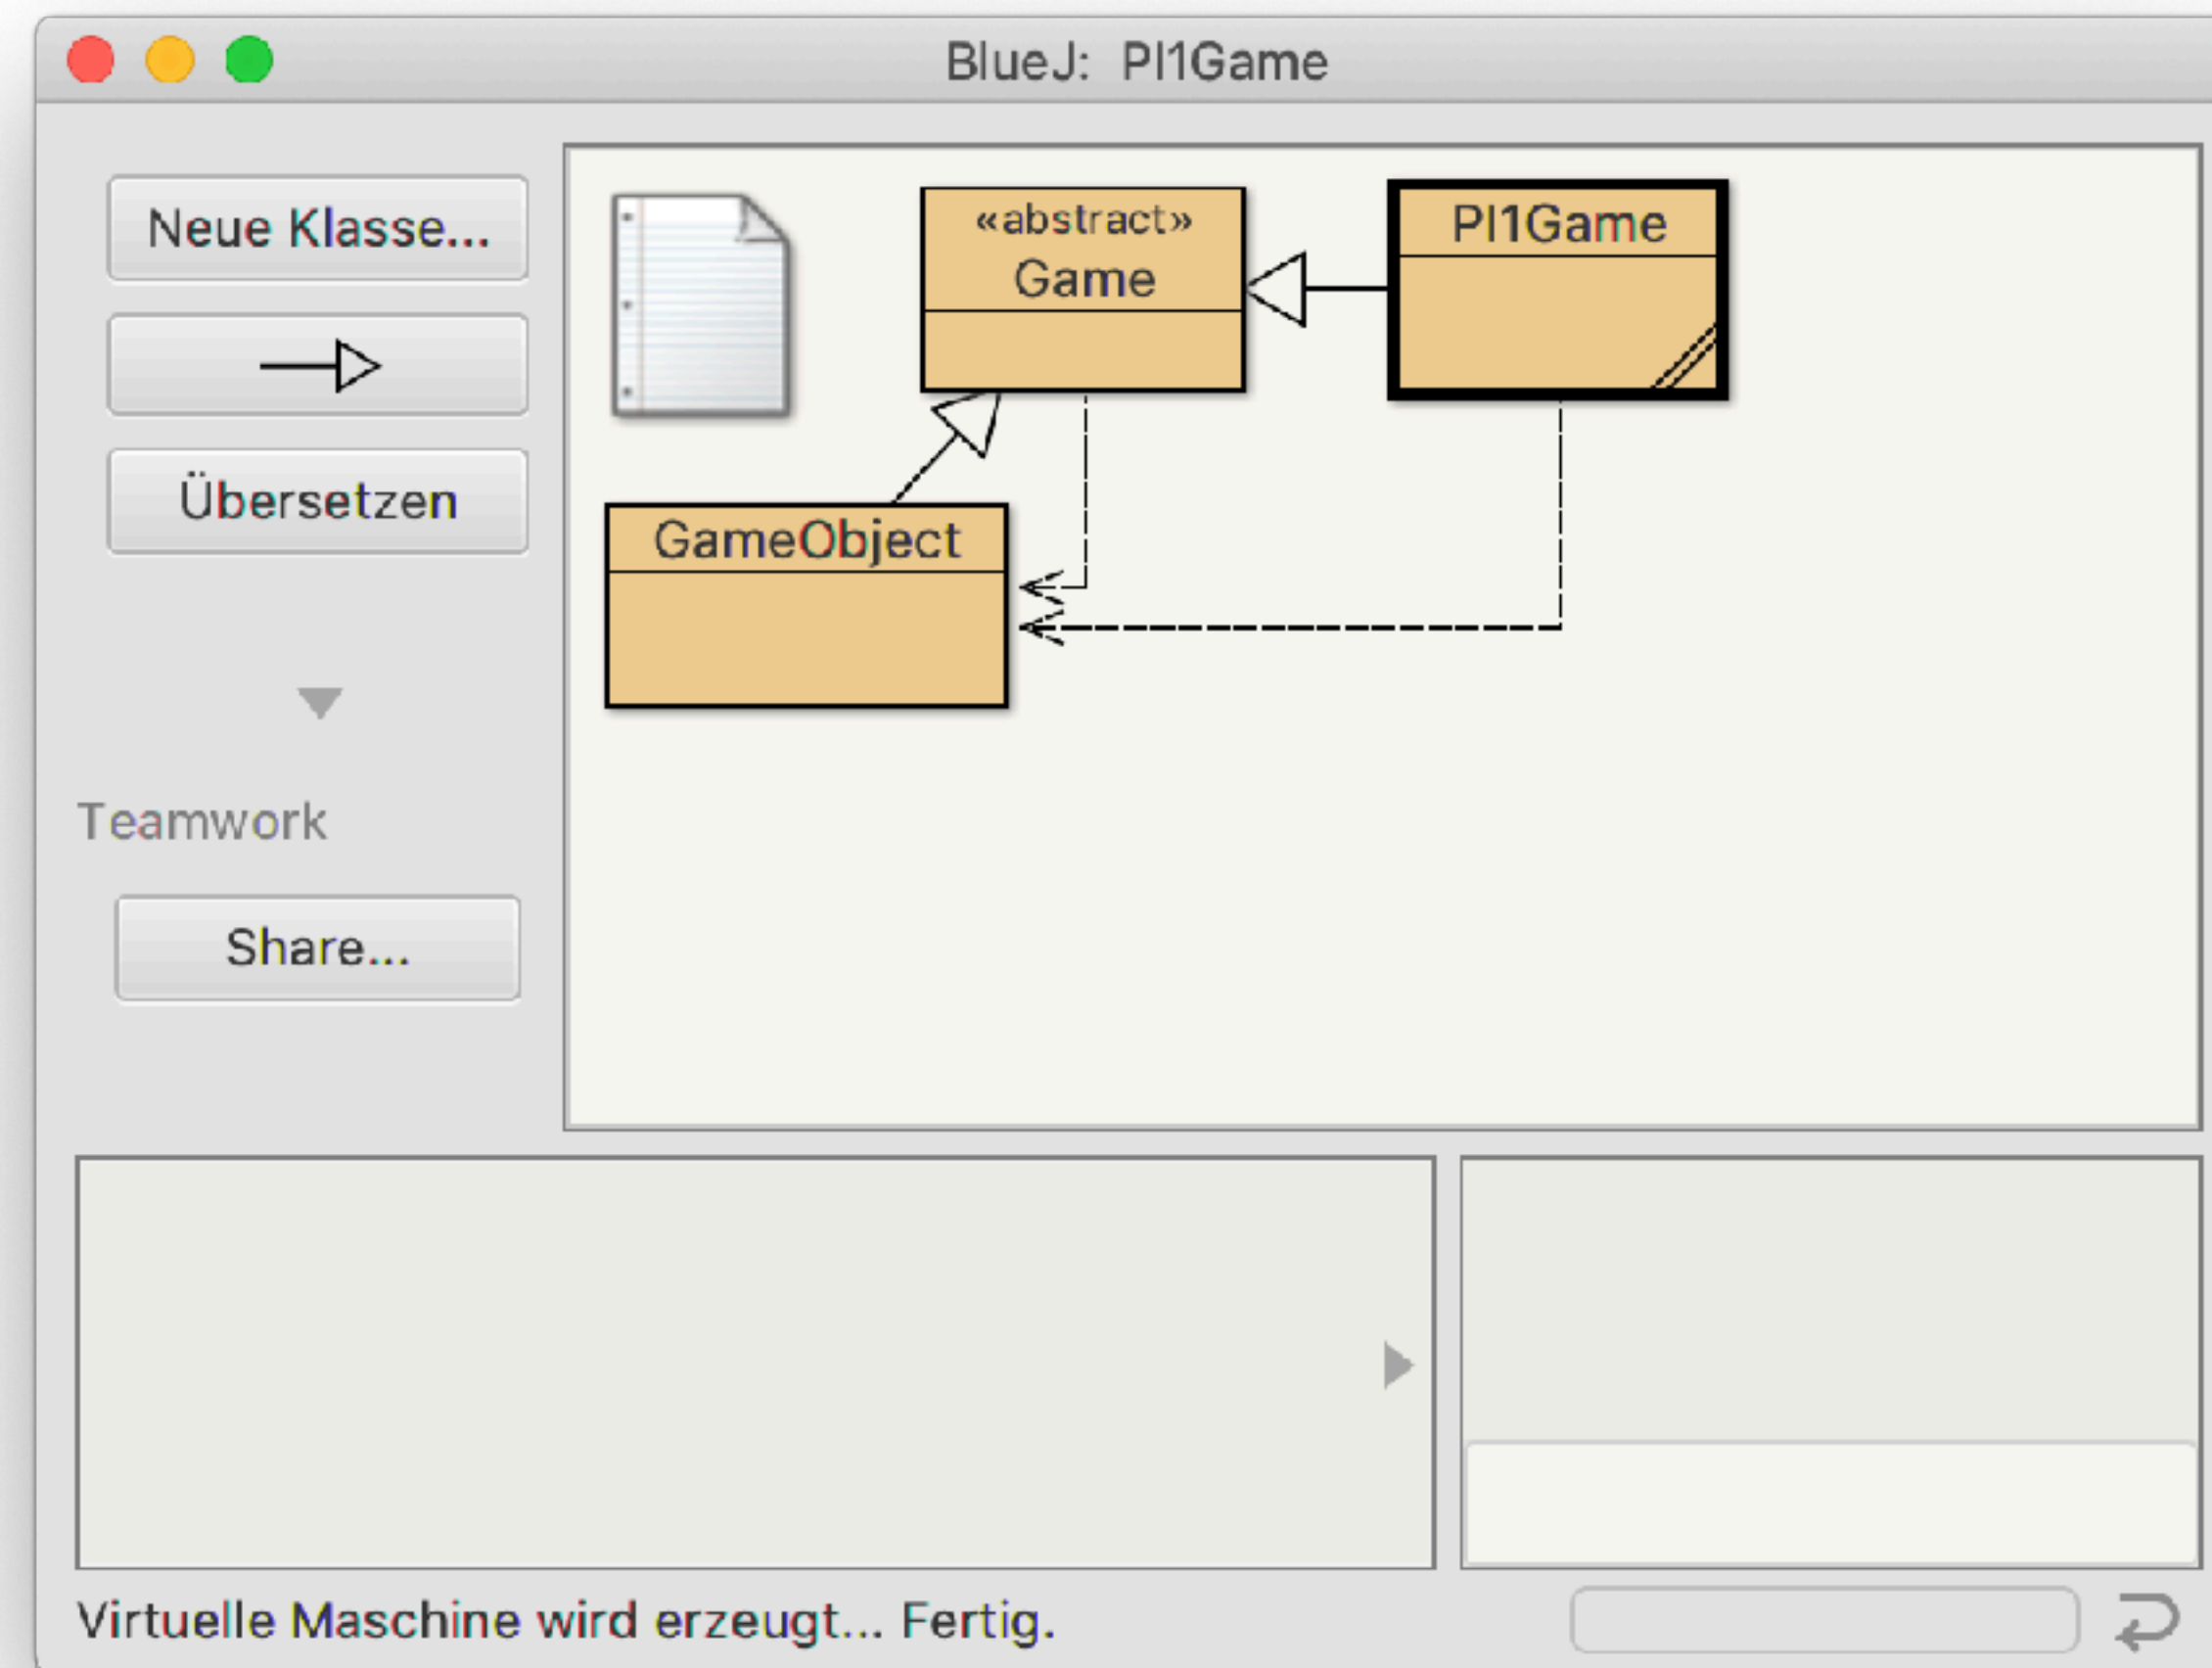 BlueJ: PI1Game
Neue Klasse...
Übersetzen
Teamwork
Share...
«abstract»
Game
PI1Game
GameObject
Virtuelle Maschine wird erzeugt... Fertig.